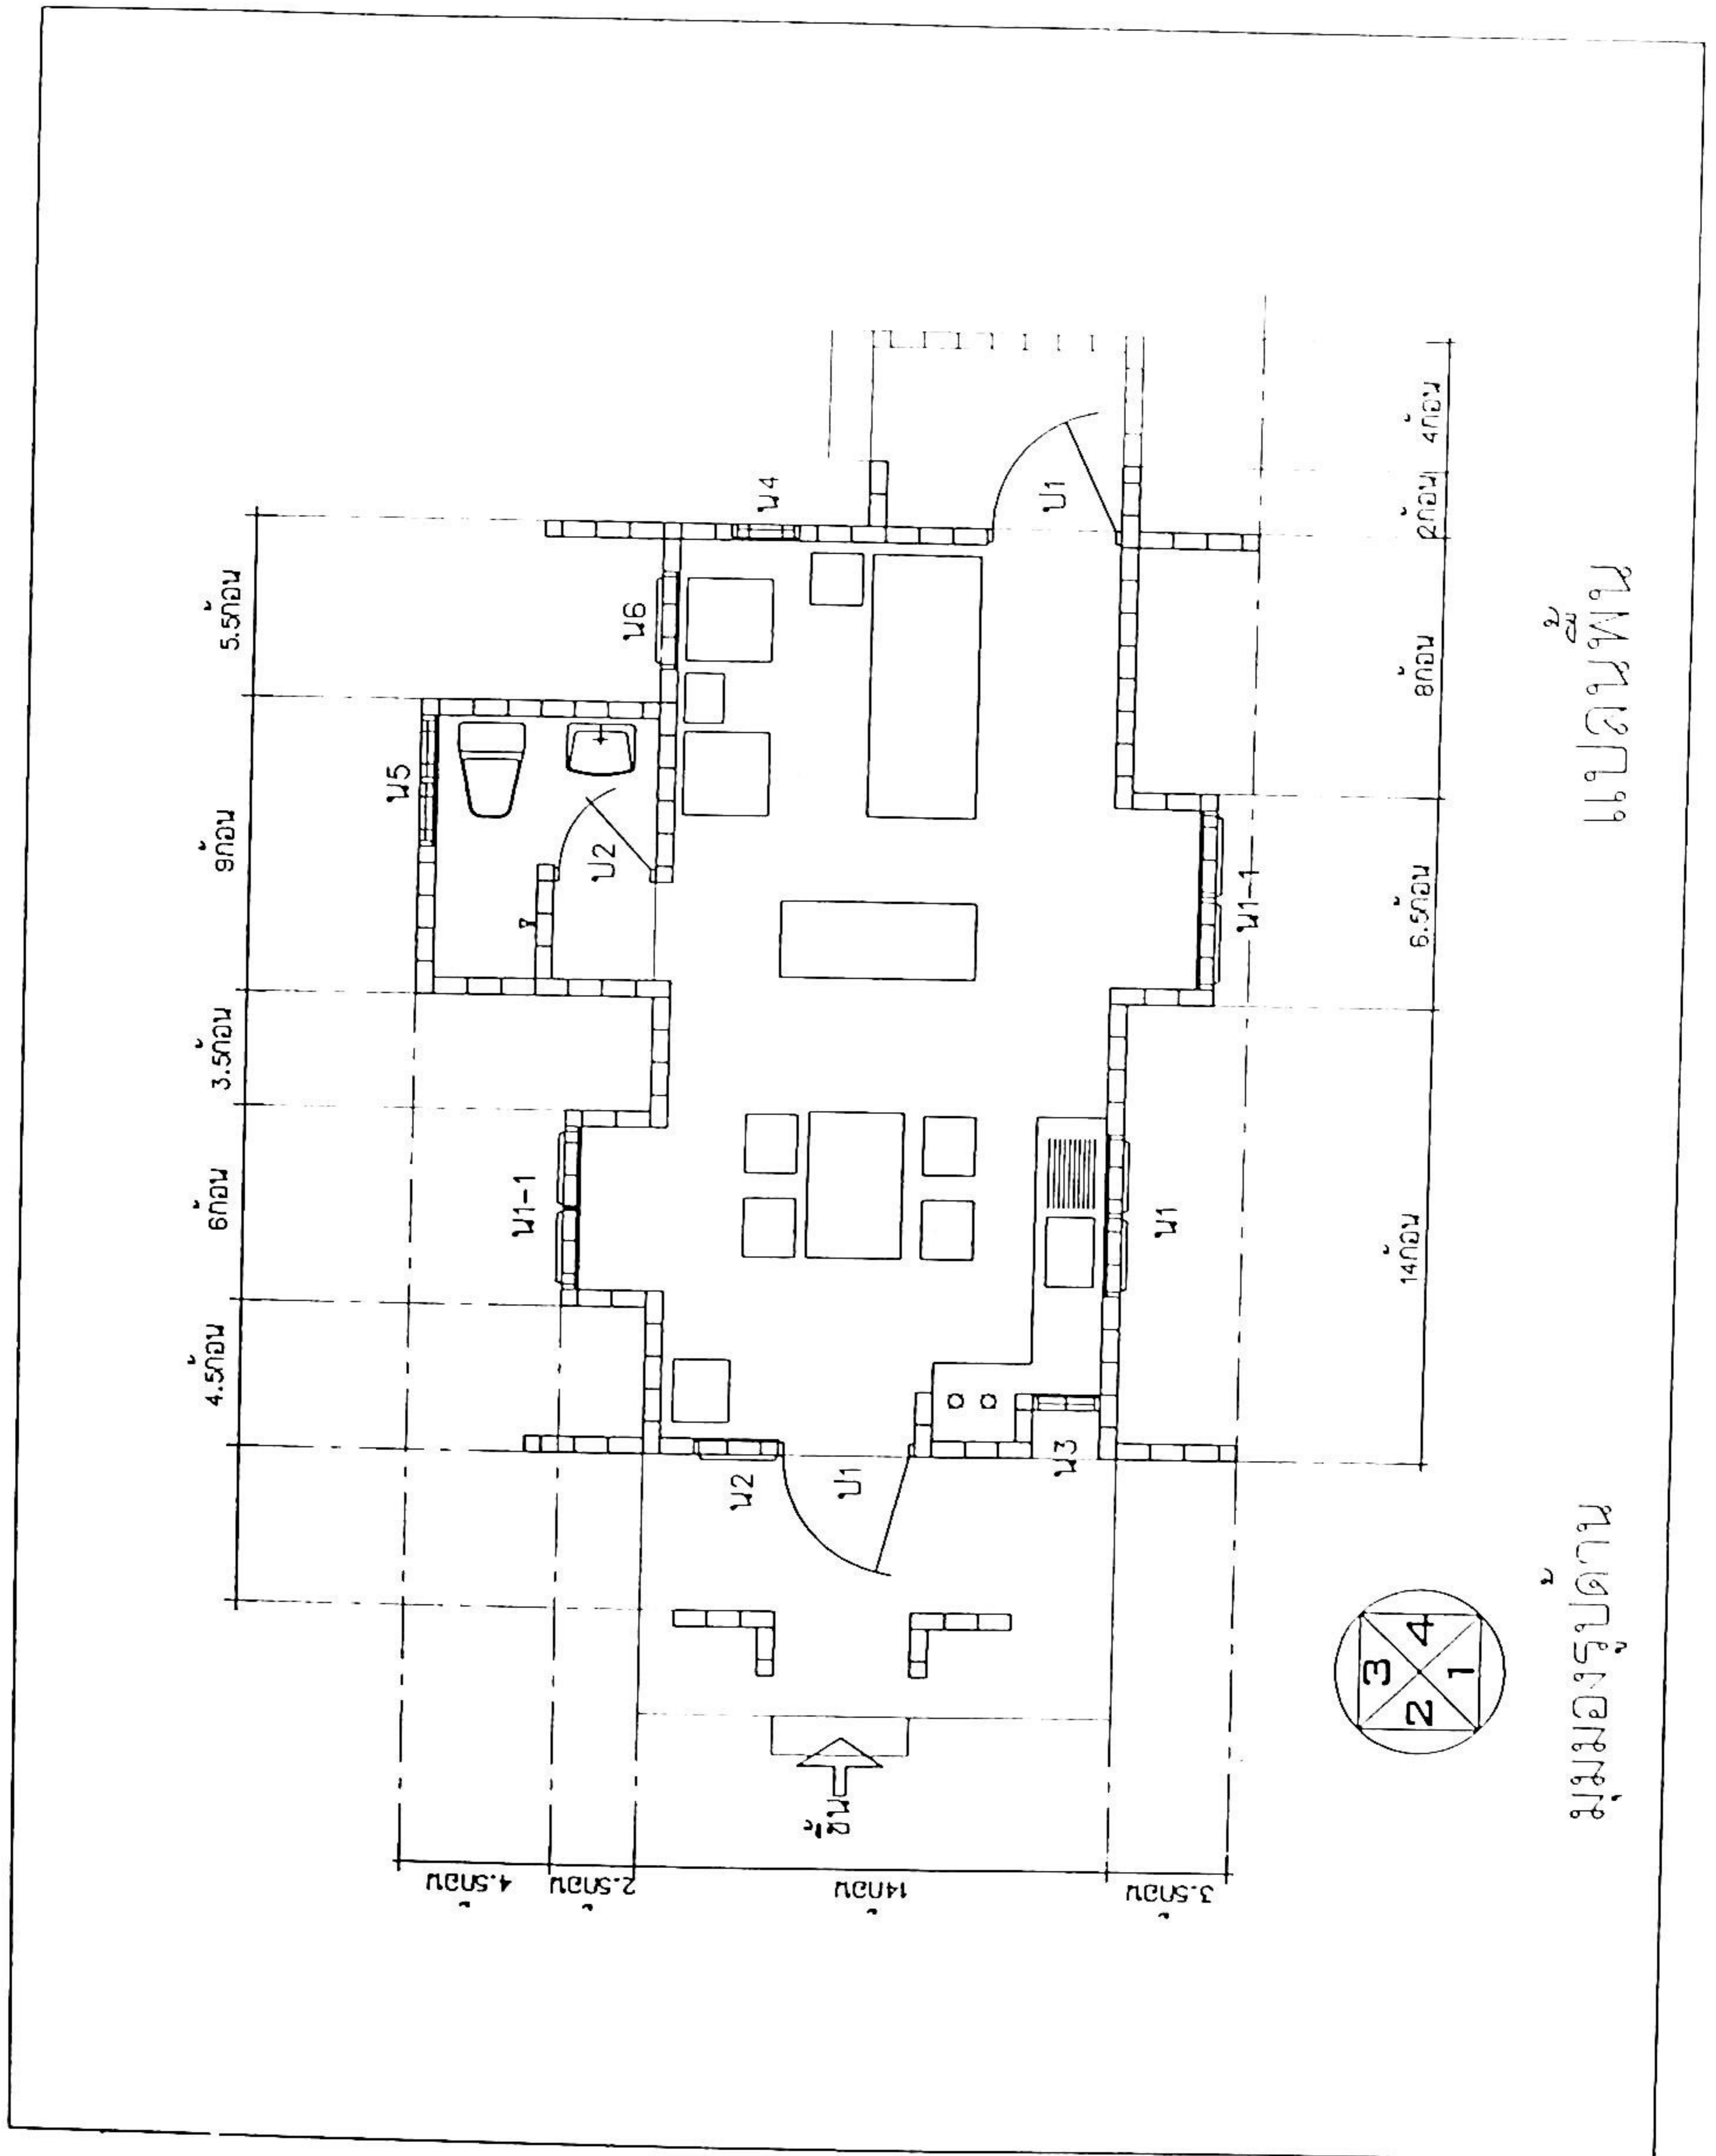 5.5ก้อน
9ก้อน
3.5ก้อน
6ก้อน
4.5ก้อน
น5
น6
น4
ป2
ป1
น1-1
น1-1
น1
น2
ป1
น3
2ก้อน
4ก้อน
8ก้อน
6.5ก้อน
14ก้อน
4.5ก้อน
2.5ก้อน
14ก้อน
3.5ก้อน
ขึ้น
1
2
3
4
แปลนพื้น
มุมมองรูปด้าน